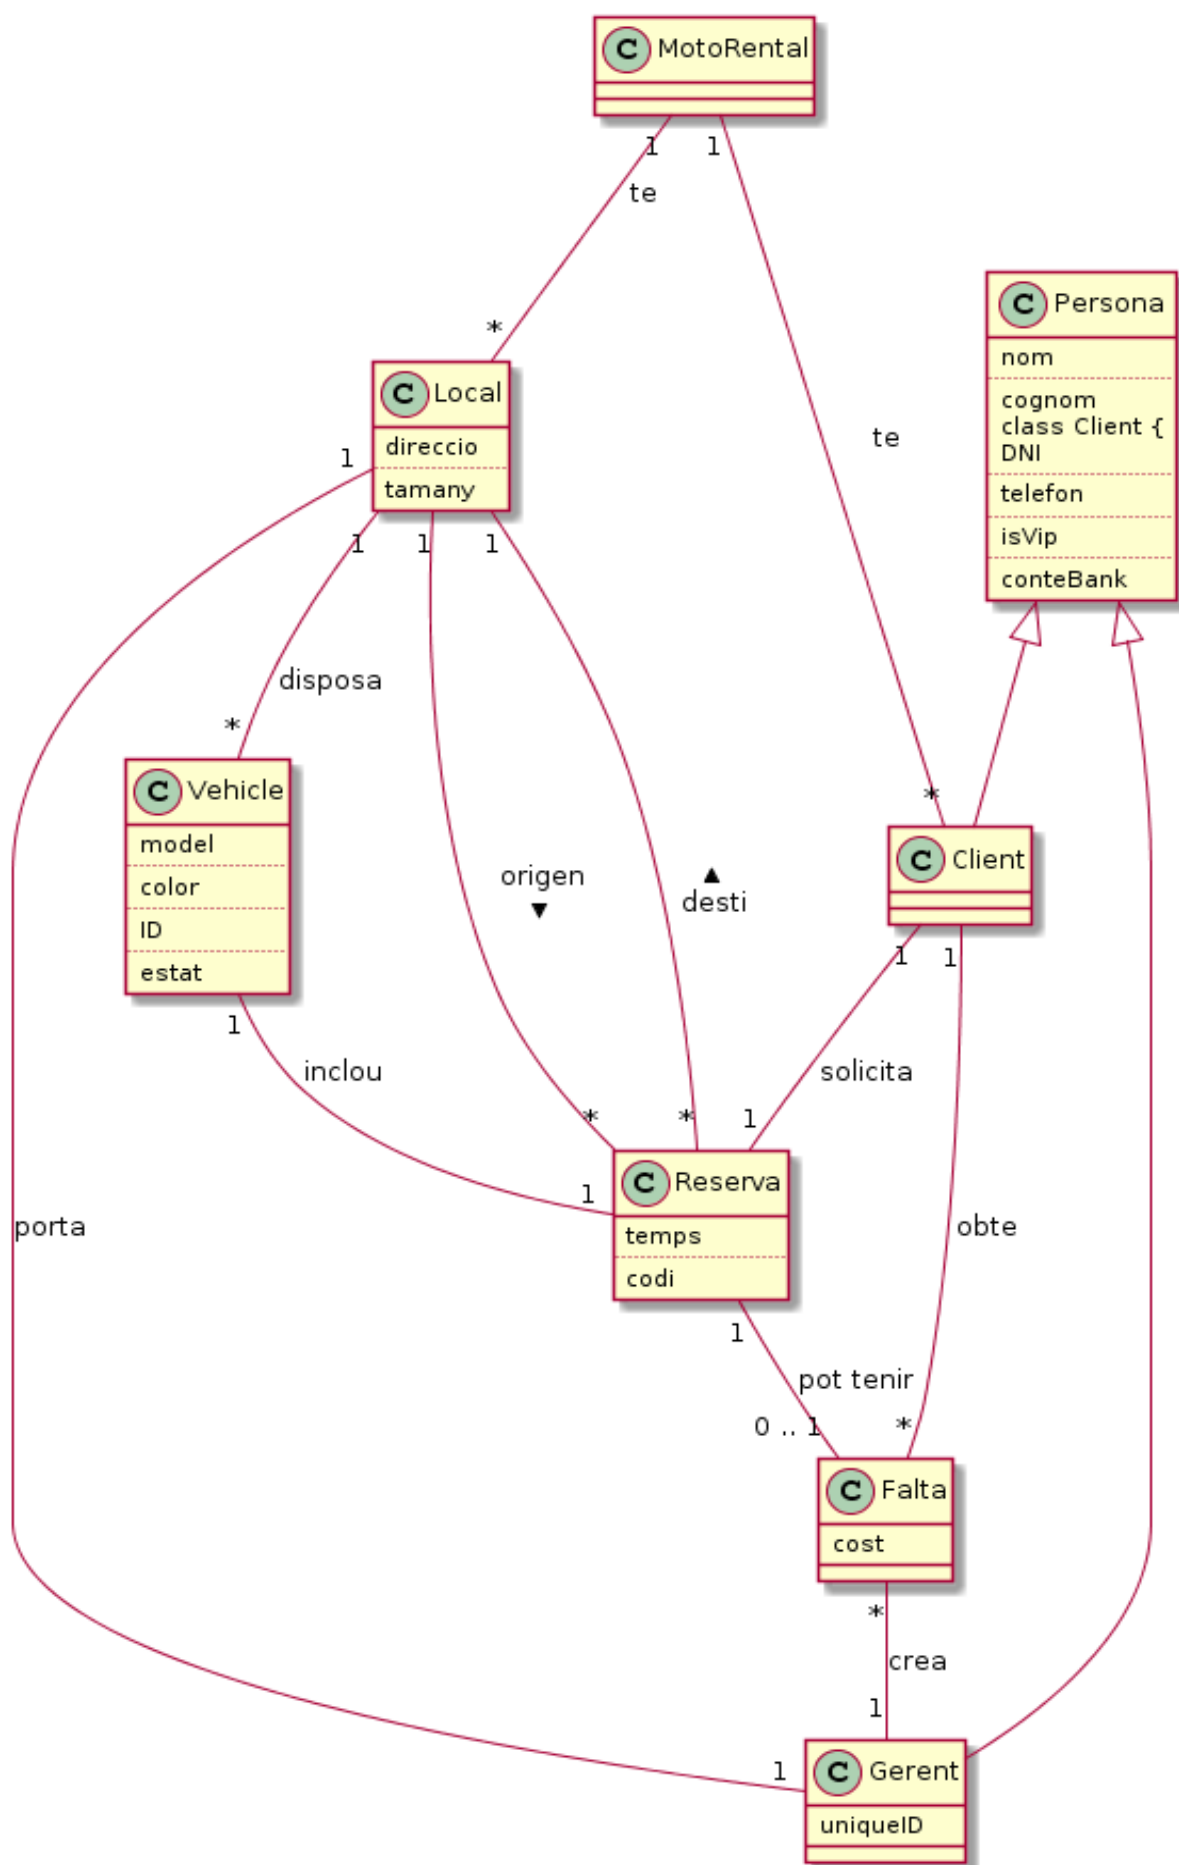 C MotoRental
1
1
te
*
C Persona
nom
cognom
class Client {
DNI
telefon
isVip
conteBank
C Local
direccio
tamany
1
1
1
1
te
disposa
*
C Vehicle
model
color
ID
estat
*
C Client
origen
▼
▲
desti
1
1
1
inclou
solicita
*
*
1
1
C Reserva
temps
codi
porta
obte
1
pot tenir
0 .. 1
*
C Falta
cost
*
crea
1
1
C Gerent
uniqueID